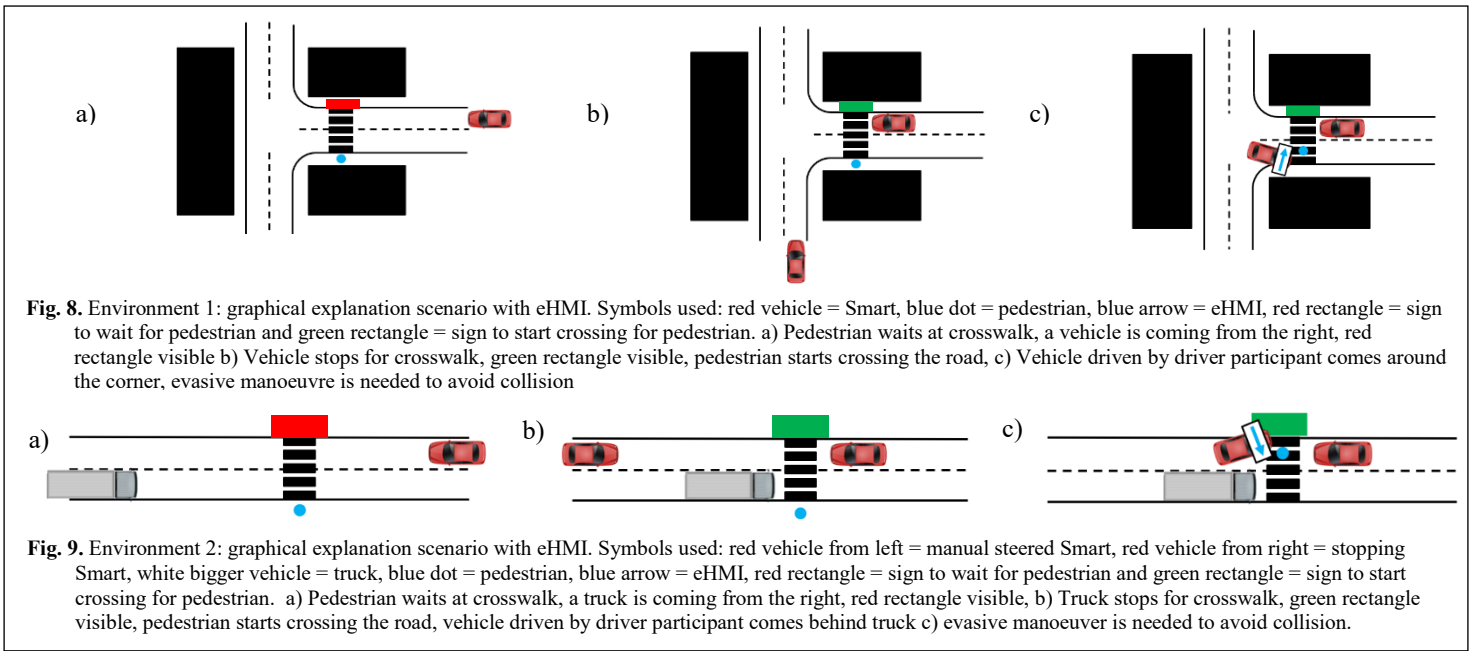 a)
b)
c)
Fig. 8. Environment 1: graphical explanation scenario with eHMI. Symbols used: red vehicle = Smart, blue dot = pedestrian, blue arrow = eHMI, red rectangle = sign
to wait for pedestrian and green rectangle = sign to start crossing for pedestrian. a) Pedestrian waits at crosswalk, a vehicle is coming from the right, red
rectangle visible b) Vehicle stops for crosswalk, green rectangle visible, pedestrian starts crossing the road, c) Vehicle driven by driver participant comes around
the corner, evasive manoeuvre is needed to avoid collision
a)
b)
c)
Fig. 9. Environment 2: graphical explanation scenario with eHMI. Symbols used: red vehicle from left = manual steered Smart, red vehicle from right = stopping
Smart, white bigger vehicle = truck, blue dot = pedestrian, blue arrow = eHMI, red rectangle = sign to wait for pedestrian and green rectangle = sign to start
crossing for pedestrian. a) Pedestrian waits at crosswalk, a truck is coming from the right, red rectangle visible, b) Truck stops for crosswalk, green rectangle
visible, pedestrian starts crossing the road, vehicle driven by driver participant comes behind truck c) evasive manoeuver is needed to avoid collision.